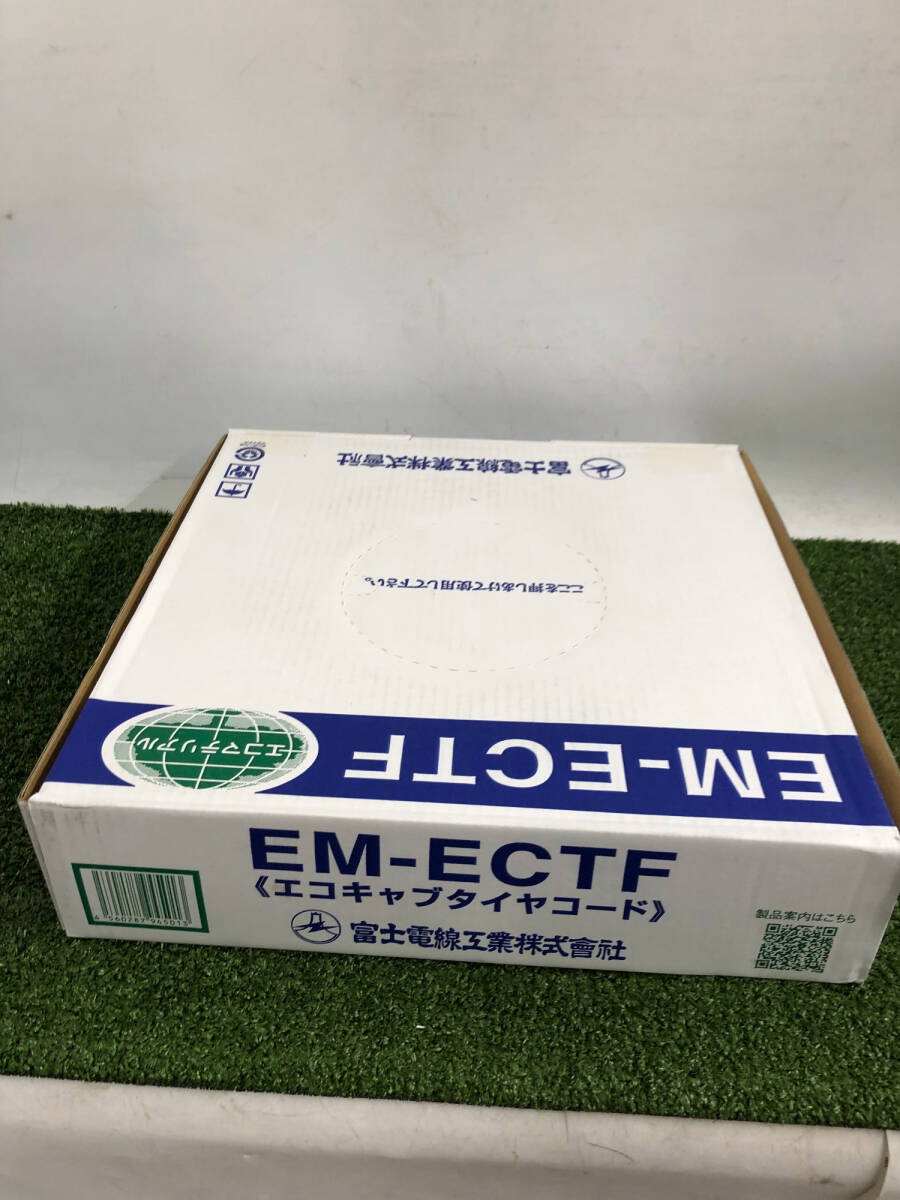 富士電線工業株式會社
ここを押しあけて使用して下さい。
EM-ECTF
エコマテリアル
EM-ECTF
《エコキャブタイヤコード》
富士電線工業株式會社
4560287965013
製品案内はこちら